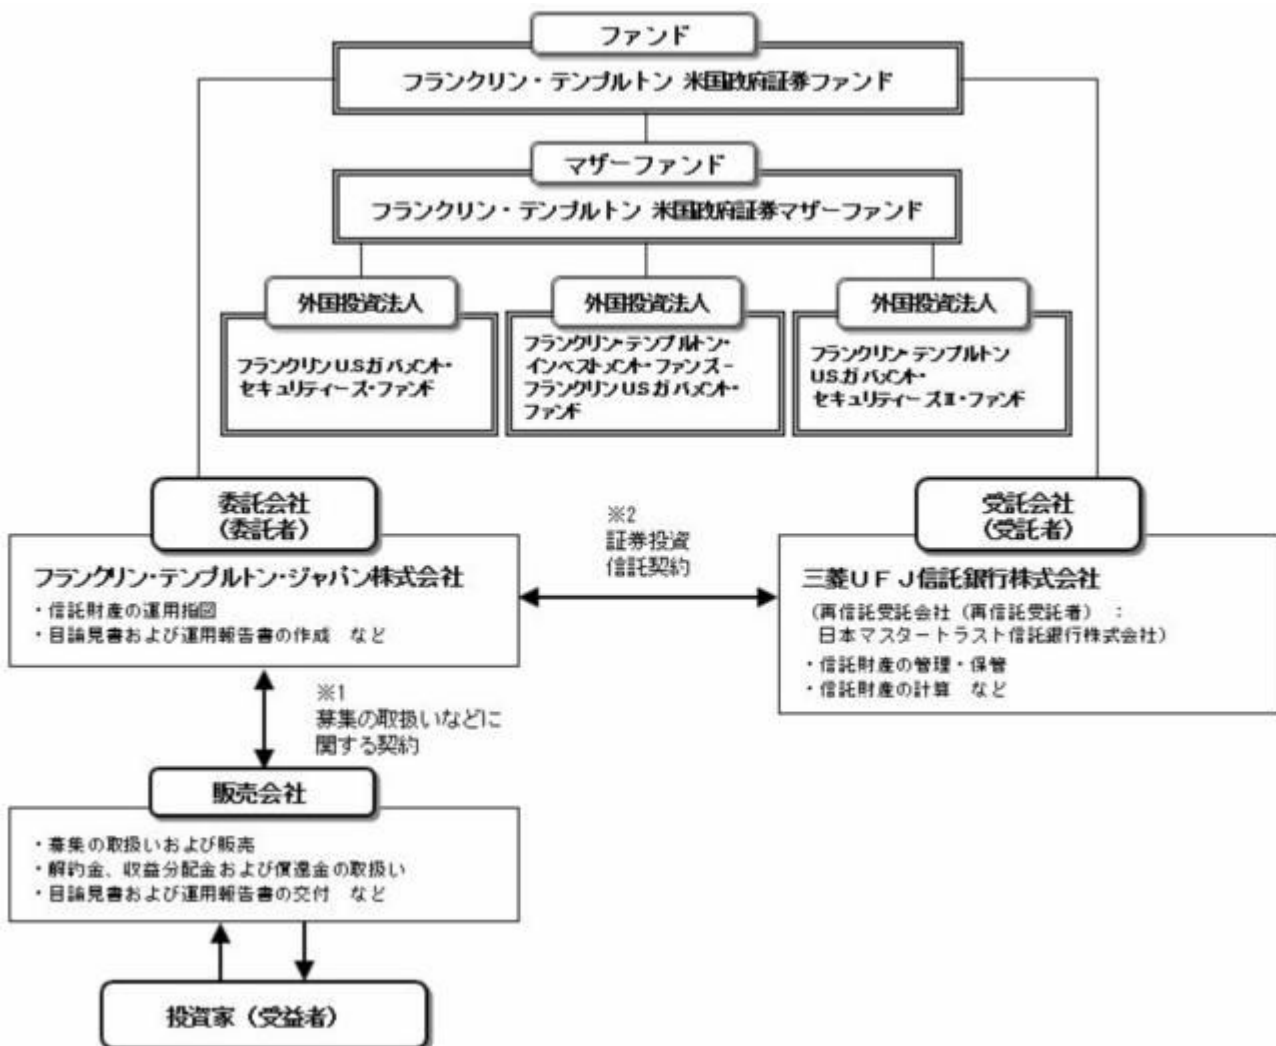 ファンド
フランクリン・テンプルトン 米国政府証券ファンド
マザーファンド
フランクリン・テンプルトン 米国政府証券マザーファンド
外国投資法人
フランクリンU.S.ガバメント・
セキュリティーズ・ファンド
外国投資法人
フランクリン・テンプルトン・
インベストメント・ファンズ－
フランクリンU.S.ガバメント・
ファンド
外国投資法人
フランクリン・テンプルトン
U.S.ガバメント・
セキュリティーズⅡ・ファンド
委託会社
（委託者）
フランクリン・テンプルトン・ジャパン株式会社
・信託財産の運用指図
・目論見書および運用報告書の作成　など
※2
証券投資
信託契約
受託会社
（受託者）
三菱ＵＦＪ信託銀行株式会社
（再信託受託会社（再信託受託者）：
日本マスタートラスト信託銀行株式会社）
・信託財産の管理・保管
・信託財産の計算　など
※1
募集の取扱いなどに
関する契約
販売会社
・募集の取扱いおよび販売
・解約金、収益分配金および償還金の取扱い
・目論見書および運用報告書の交付　など
投資家（受益者）